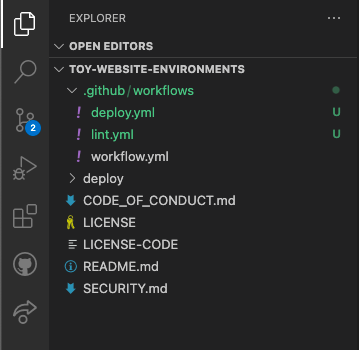 EXPLORER ...
OPEN EDITORS
TOY-WEBSITE-ENVIRONMENTS
.github/workflows
! deploy.yml U
! lint.yml U
2
! workflow.yml
deploy
CODE_OF_CONDUCT.md
LICENSE
LICENSE-CODE
README.md
SECURITY.md